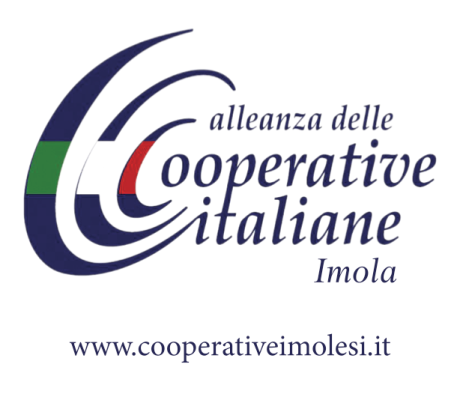 alleanza delle
Cooperative
italiane
Imola
www.cooperativeimolesi.it